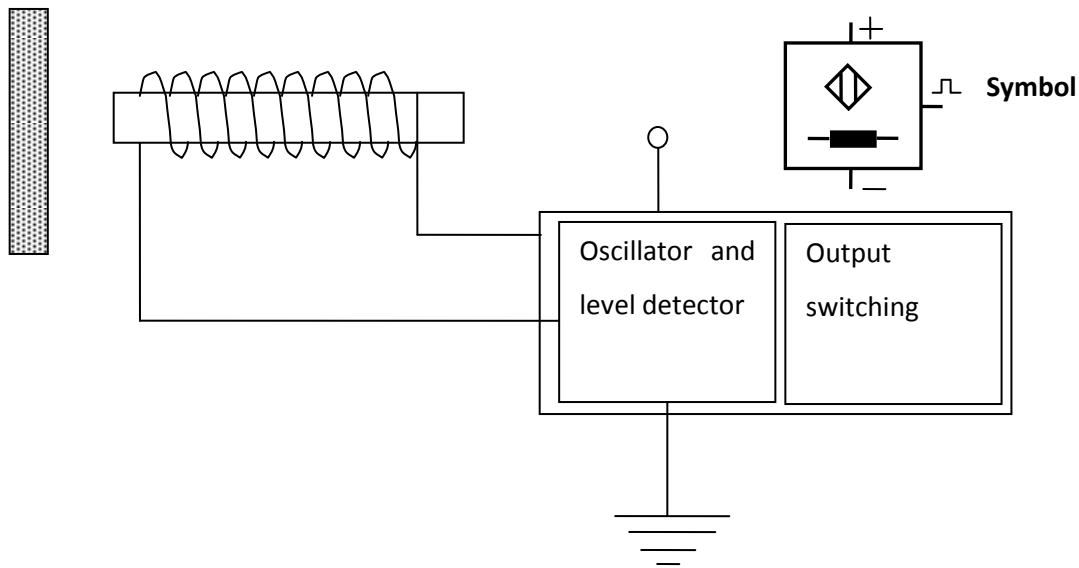 +
Symbol
—
Oscillator and
level detector
Output
switching